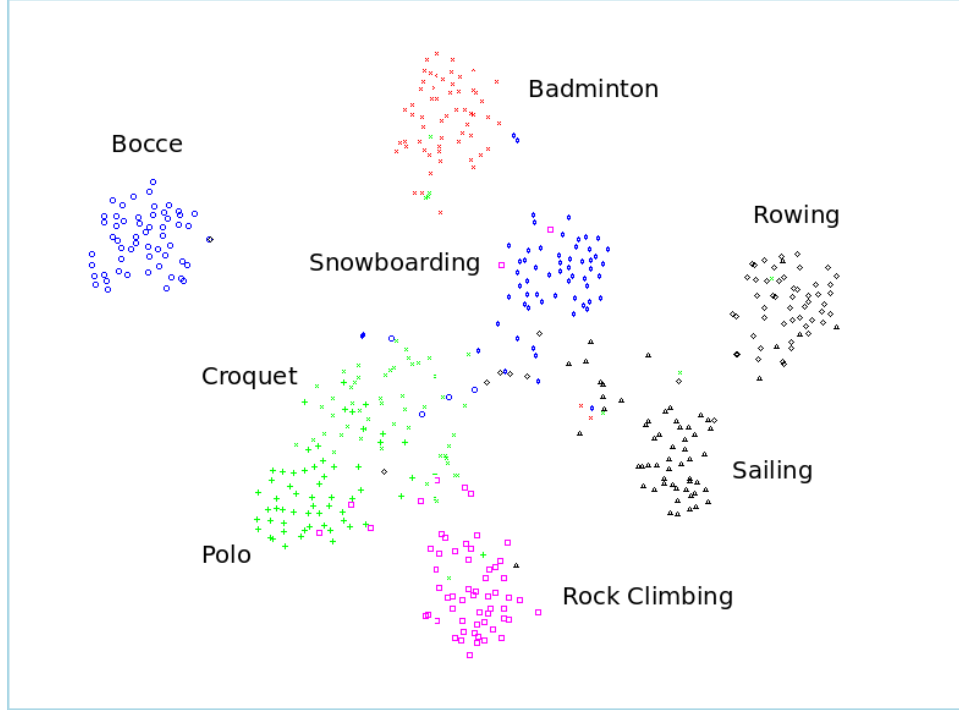 Badminton
Bocce
Rowing
Snowboarding
Croquet
Sailing
Polo
Rock Climbing